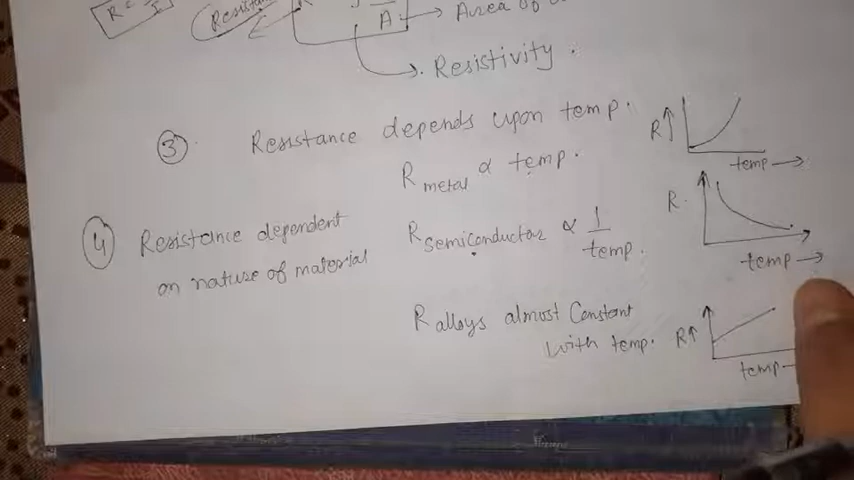 R =
I
A → Area of
→ Resistivity.
③ Resistance depends upon temp.
R↑
temp →
R metal ∝ temp.
④ Resistance dependent
on nature of material
R semiconductor ∝ 1/temp.
R.
temp →
R alloys almost Constant
with temp.
R↑
temp